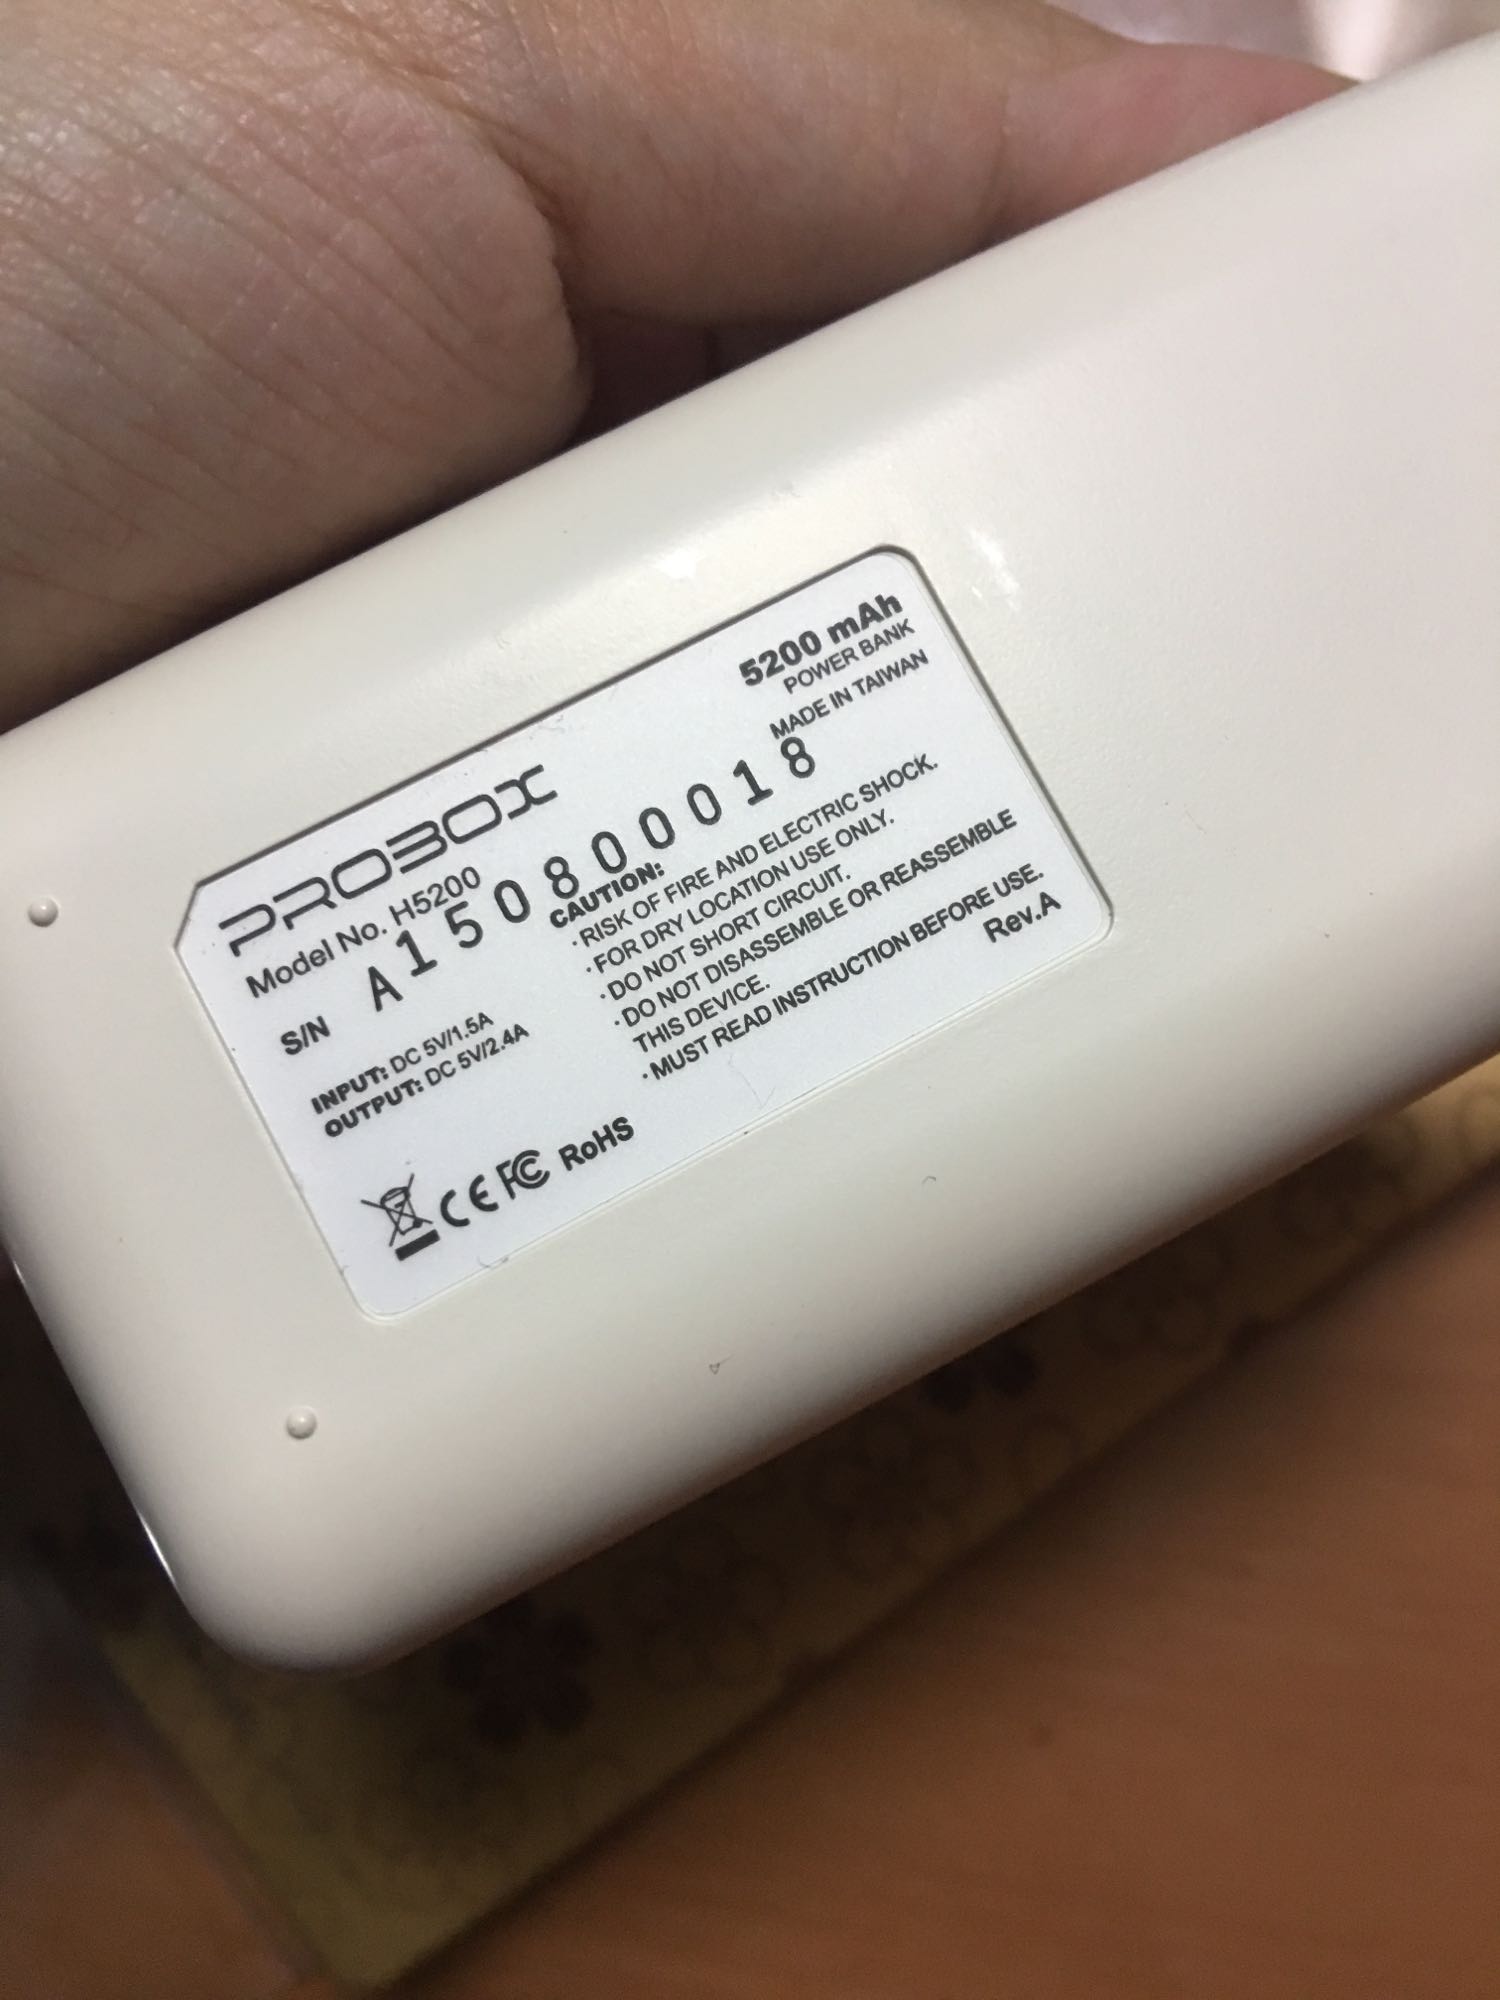 5200 mAh
POWER BANK
MADE IN TAIWAN
PROBOX
Model No. H5200
S/N A150800018
INPUT: DC 5V/1.5A
OUTPUT: DC 5V/2.4A
CAUTION:
·RISK OF FIRE AND ELECTRIC SHOCK.
·FOR DRY LOCATION USE ONLY.
·DO NOT SHORT CIRCUIT.
·DO NOT DISASSEMBLE OR REASSEMBLE
THIS DEVICE.
·MUST READ INSTRUCTION BEFORE USE.
Rev.A
CE FC RoHS